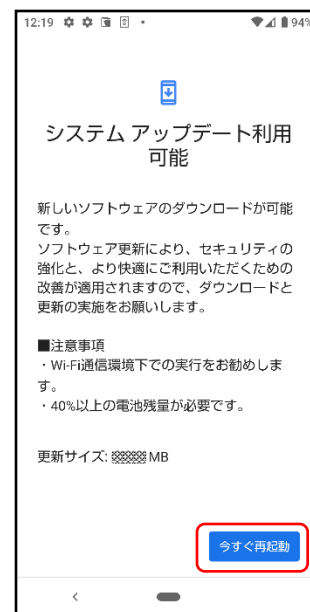 12:19 94%
システム アップデート利用
可能
新しいソフトウェアのダウンロードが可能
です。
ソフトウェア更新により、セキュリティの
強化と、より快適にご利用いただくための
改善が適用されますので、ダウンロードと
更新の実施をお願いします。
■注意事項
・Wi-Fi通信環境下での実行をお勧めしま
す。
・40%以上の電池残量が必要です。
更新サイズ: MB
今すぐ再起動